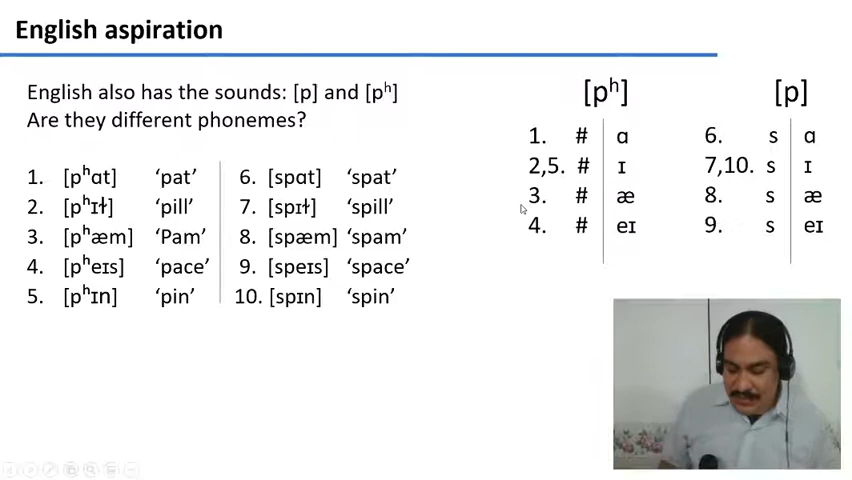 English aspiration
English also has the sounds: [p] and [pʰ]
Are they different phonemes?
1. [pʰɑt] ‘pat’ 6. [spɑt] ‘spat’
2 [pʰɪɫ] ‘pill’ 7. [spɪɫ] ‘spill’
3. [pʰæm] ‘Pam’ 8. [spæm] ‘spam’
4. [pʰeɪs] ‘pace’ 9. [speɪs] ‘space’
5. [pʰɪn] ‘pin’ 10. [spɪn] ‘spin’
[pʰ] [p]
1. # ɑ 6. s ɑ
2,5. # ɪ 7,10. s ɪ
3. # æ 8. s æ
4. # eɪ 9. s eɪ